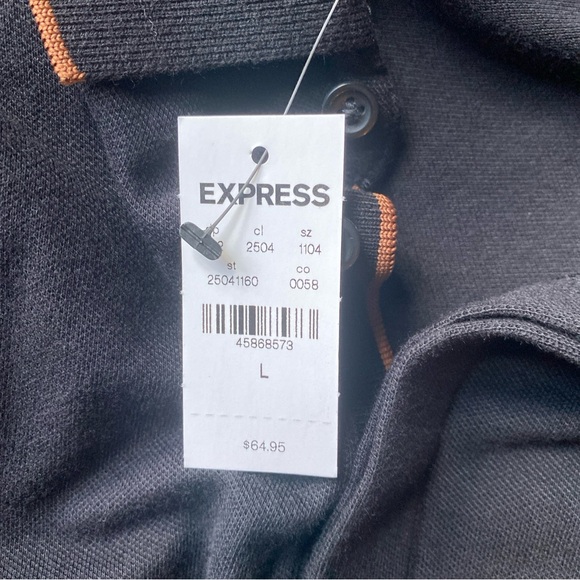 EXPRESS
cl sz
2504 1104
st co
25041160 0058
45868573
L
$64.95